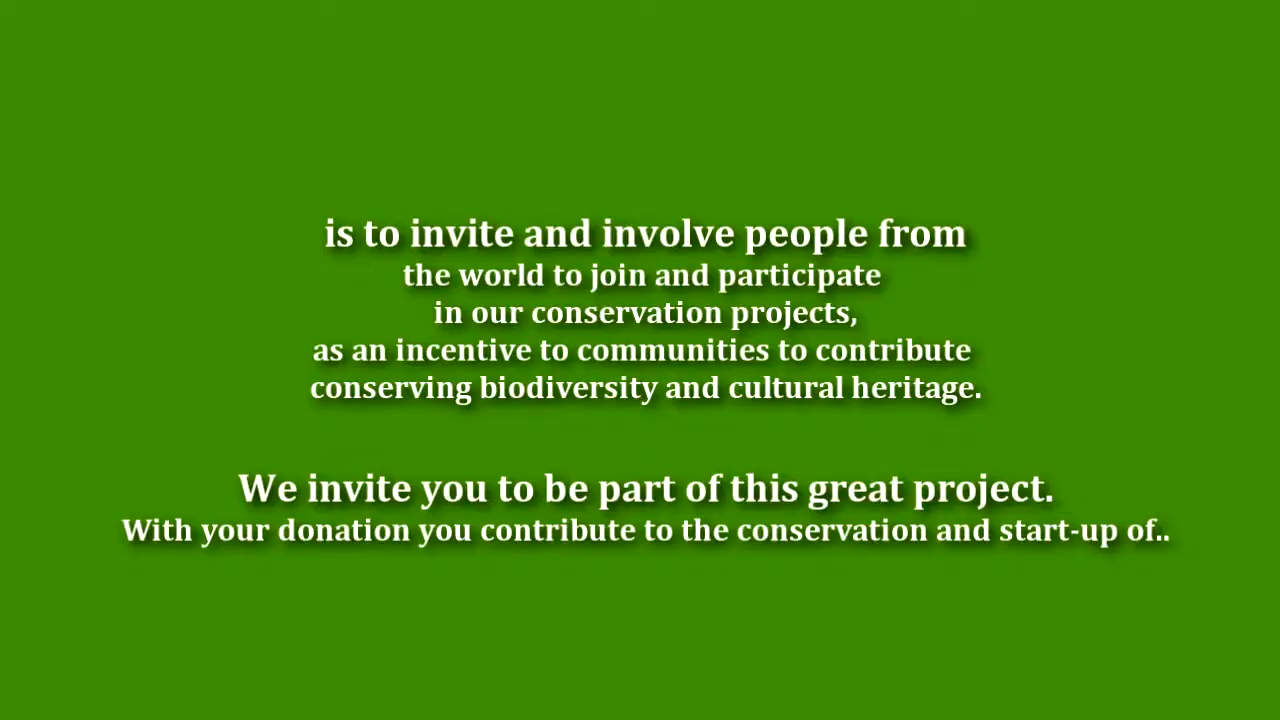 is to invite and involve people from
the world to join and participate
in our conservation projects,
as an incentive to communities to contribute
conserving biodiversity and cultural heritage.
We invite you to be part of this great project.
With your donation you contribute to the conservation and start-up of..